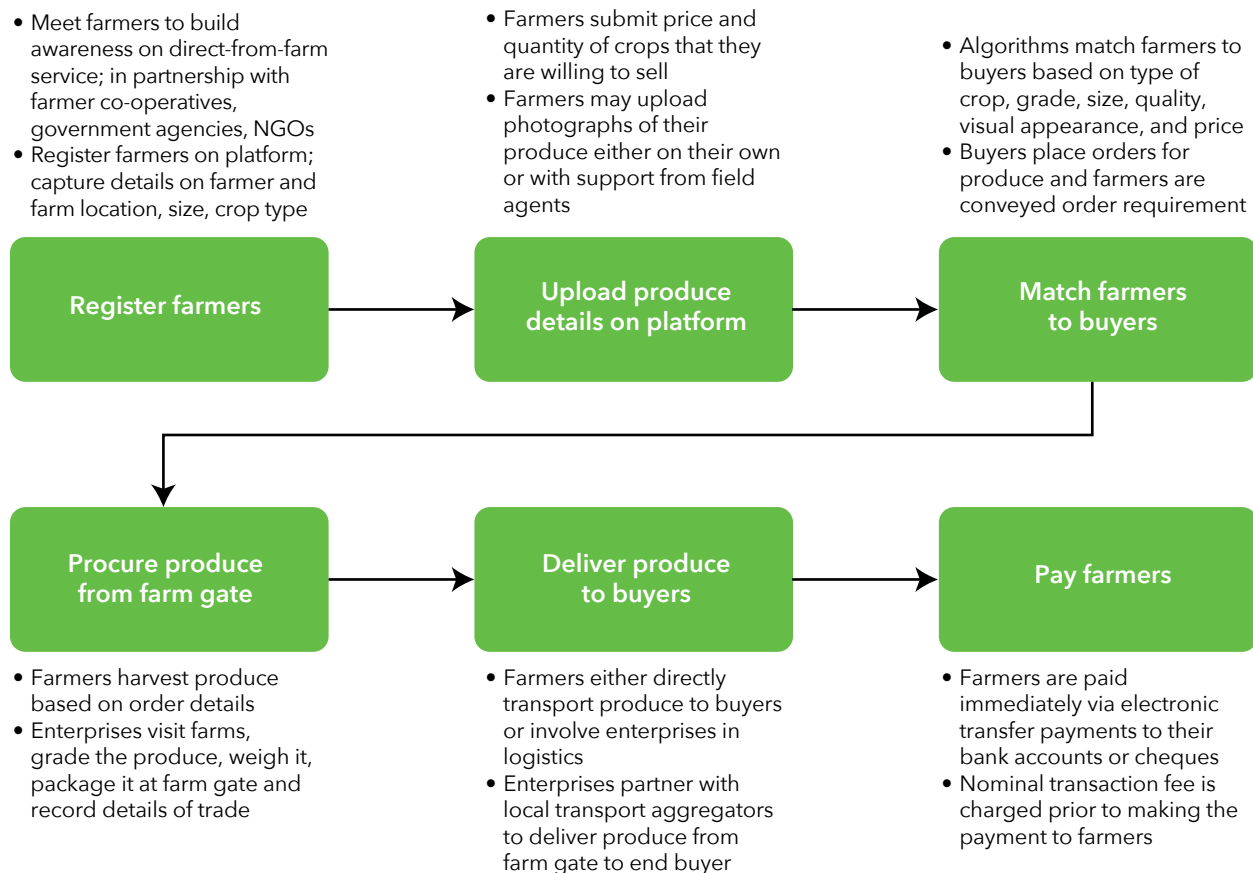 • Meet farmers to build
awareness on direct-from-farm
service; in partnership with
farmer co-operatives,
government agencies, NGOs
• Register farmers on platform;
capture details on farmer and
farm location, size, crop type
• Farmers submit price and
quantity of crops that they
are willing to sell
• Farmers may upload
photographs of their
produce either on their own
or with support from field
agents
• Algorithms match farmers to
buyers based on type of
crop, grade, size, quality,
visual appearance, and price
• Buyers place orders for
produce and farmers are
conveyed order requirement
Register farmers
Upload produce
details on platform
Match farmers
to buyers
Procure produce
from farm gate
Deliver produce
to buyers
Pay farmers
• Farmers harvest produce
based on order details
• Enterprises visit farms,
grade the produce, weigh it,
package it at farm gate and
record details of trade
• Farmers either directly
transport produce to buyers
or involve enterprises in
logistics
• Enterprises partner with
local transport aggregators
to deliver produce from
farm gate to end buyer
• Farmers are paid
immediately via electronic
transfer payments to their
bank accounts or cheques
• Nominal transaction fee is
charged prior to making the
payment to farmers